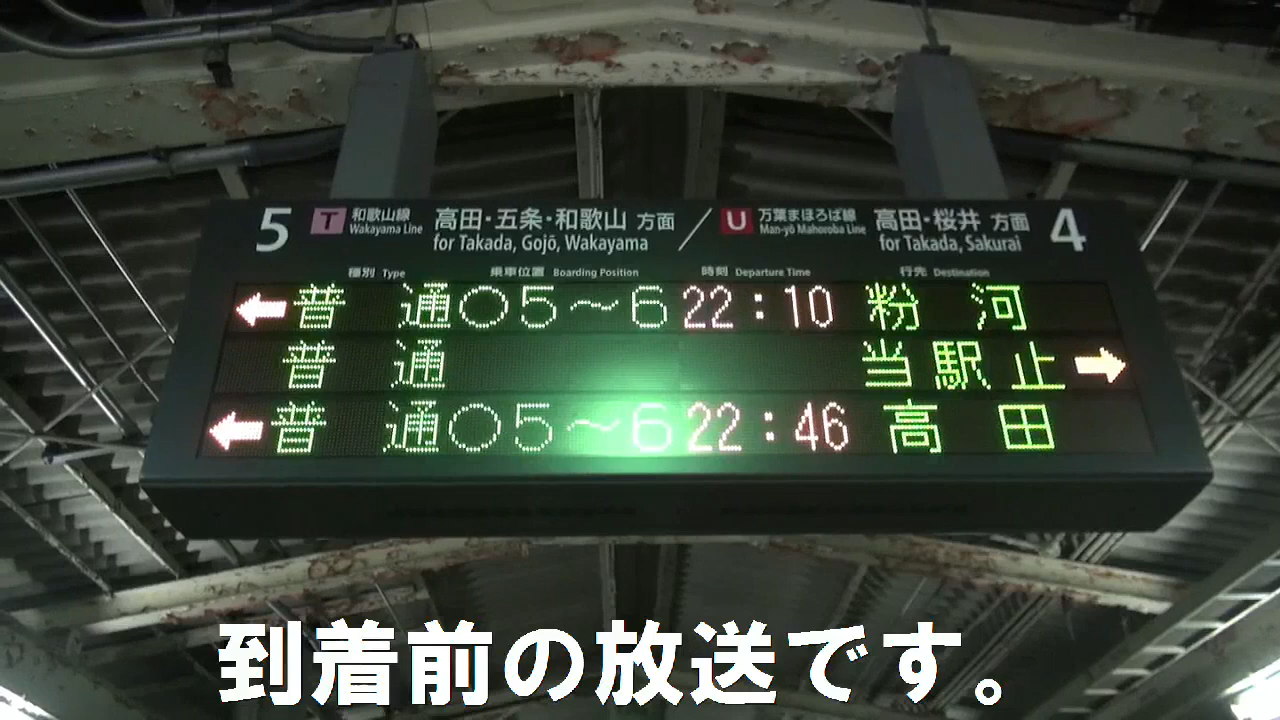 5 T 和歌山線 高田・五条・和歌山 方面 / U 万葉まほろば線 高田・桜井 方面 4
Wakayama Line for Takada, Gojō, Wakayama Man-yō Mahoroba Line for Takada, Sakurai
種別 Type 乗車位置 Boarding Position 時刻 Departure Time 行先 Destination
←普 通○5～6 22:10 粉 河
普 通 当駅止→
←普 通○5～6 22:46 高 田
到着前の放送です。